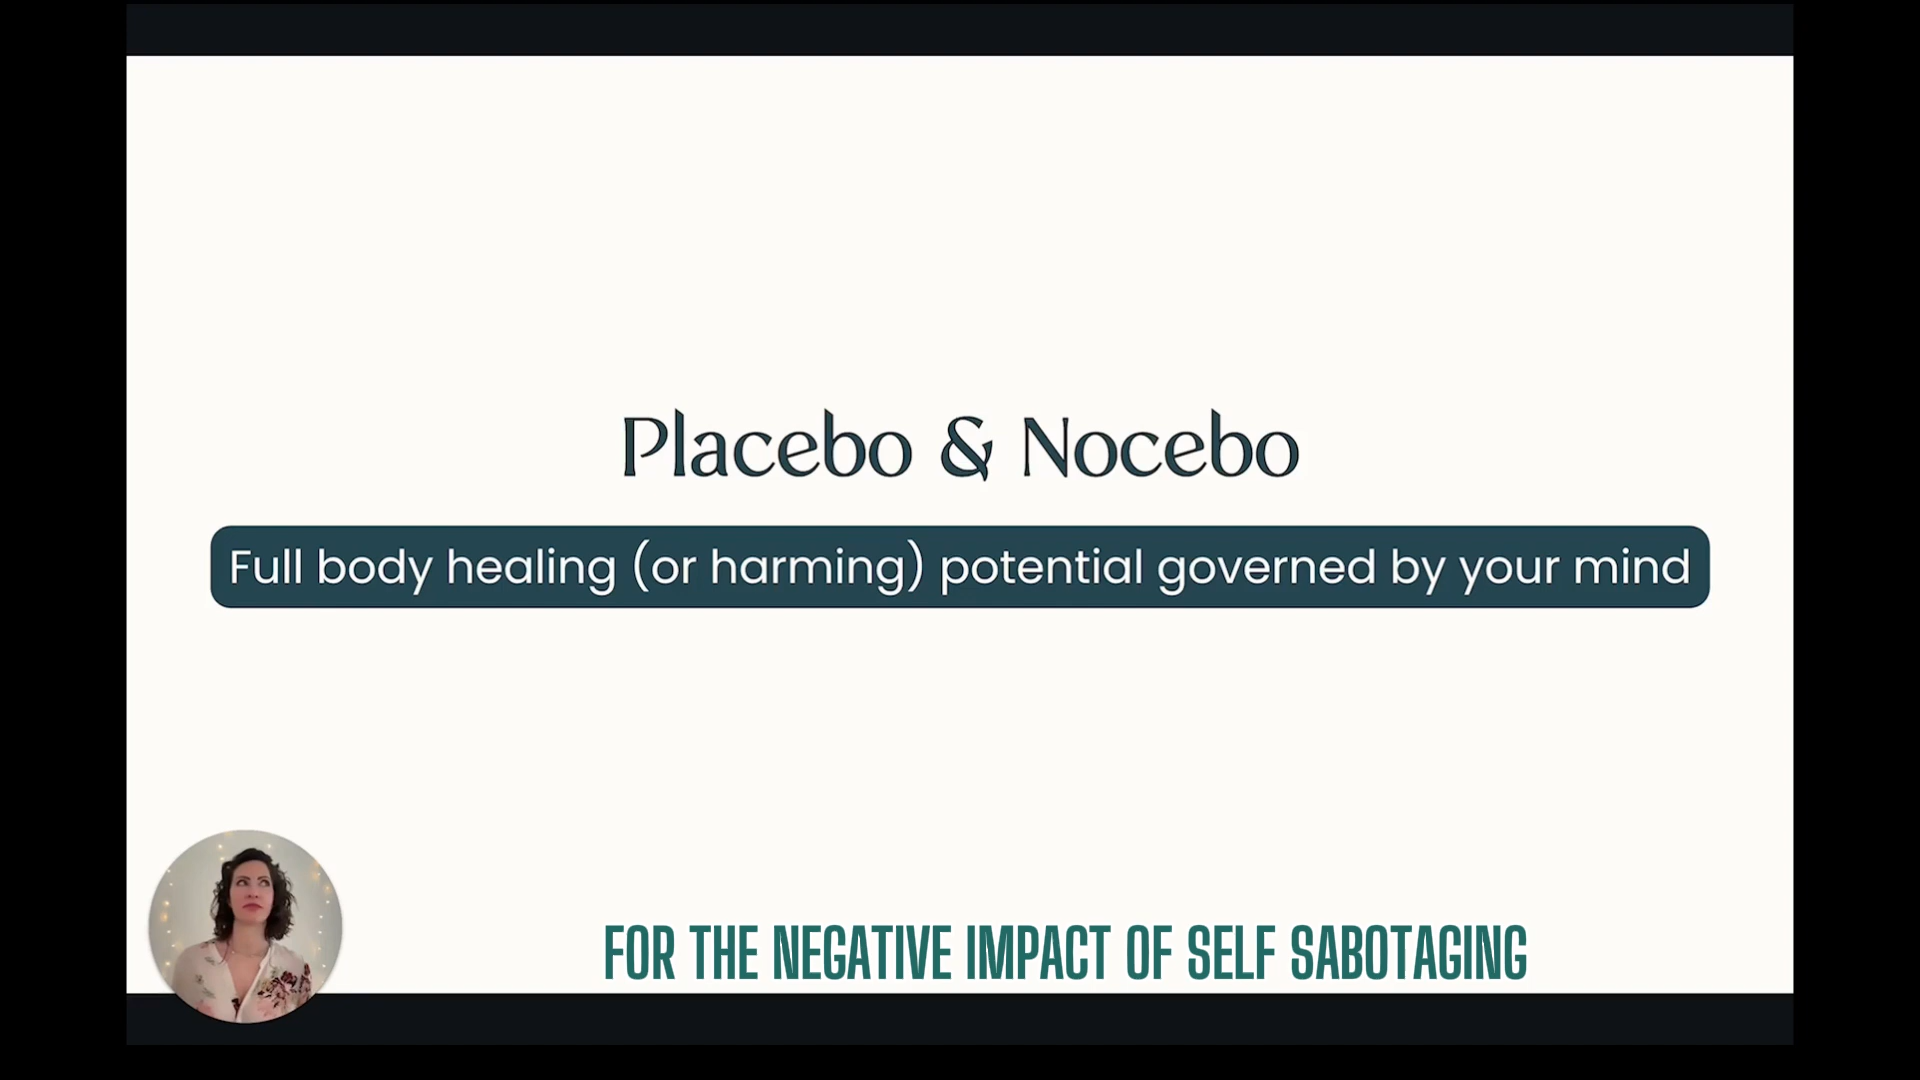 Placebo & Nocebo
Full body healing (or harming) potential governed by your mind
FOR THE NEGATIVE IMPACT OF SELF SABOTAGING